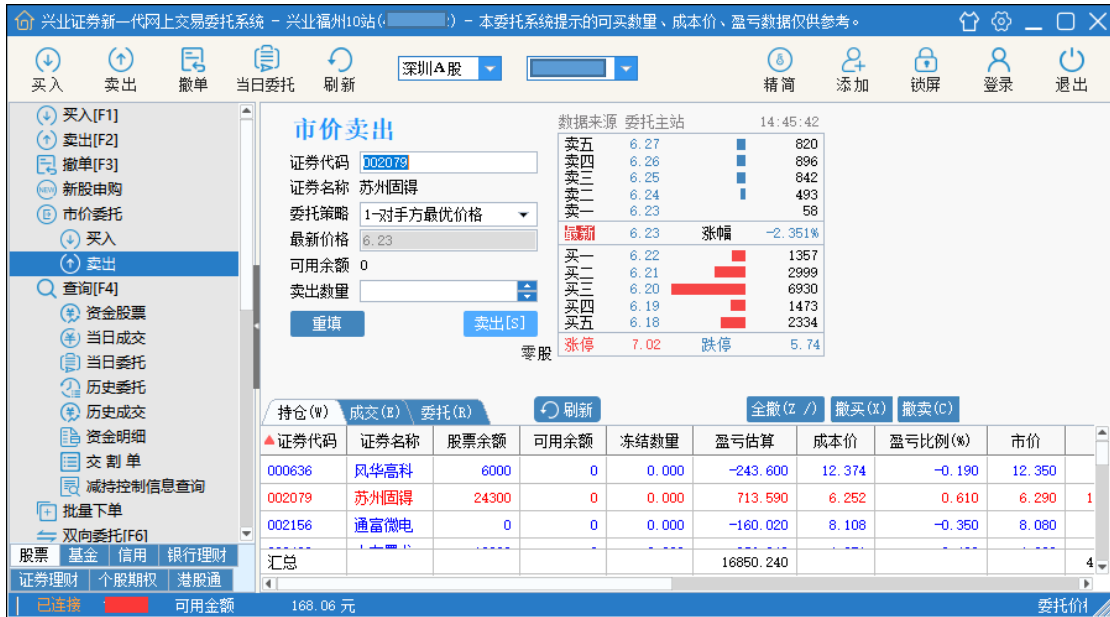 兴业证券新一代网上交易委托系统 - 兴业福州10站( :) - 本委托系统提示的可买数量、成本价、盈亏数据仅供参考。
买入 卖出 撤单 当日委托 刷新 深圳A股 精简 添加 锁屏 登录 退出
买入[F1]
卖出[F2]
撤单[F3]
新股申购
市价委托
买入
卖出
查询[F4]
资金股票
当日成交
当日委托
历史委托
历史成交
资金明细
交割单
减持控制信息查询
批量下单
双向委托[F6]
股票 基金 信用 银行理财
证券理财 个股期权 港股通
市价卖出
证券代码 002079
证券名称 苏州固锝
委托策略 1-对手方最优价格
最新价格 6.23
可用余额 0
卖出数量
重填 卖出[S]
零股
数据来源 委托主站 14:45:42
卖五 6.27 820
卖四 6.26 896
卖三 6.25 842
卖二 6.24 493
卖一 6.23 58
最新 6.23 涨幅 -2.351%
买一 6.22 1357
买二 6.21 2999
买三 6.20 6930
买四 6.19 1473
买五 6.18 2334
涨停 7.02 跌停 5.74
持仓(W) 成交(E) 委托(R) 刷新 全撤(Z /) 撤买(X) 撤卖(C)
证券代码 证券名称 股票余额 可用余额 冻结数量 盈亏估算 成本价 盈亏比例(%) 市价
000636 风华高科 6000 0 0.000 -243.600 12.374 -0.190 12.350
002079 苏州固锝 24300 0 0.000 713.590 6.252 0.610 6.290 1
002156 通富微电 0 0 0.000 -160.020 8.108 -0.350 8.080
汇总 16850.240 4
已连接 可用金额 168.06 元 委托价